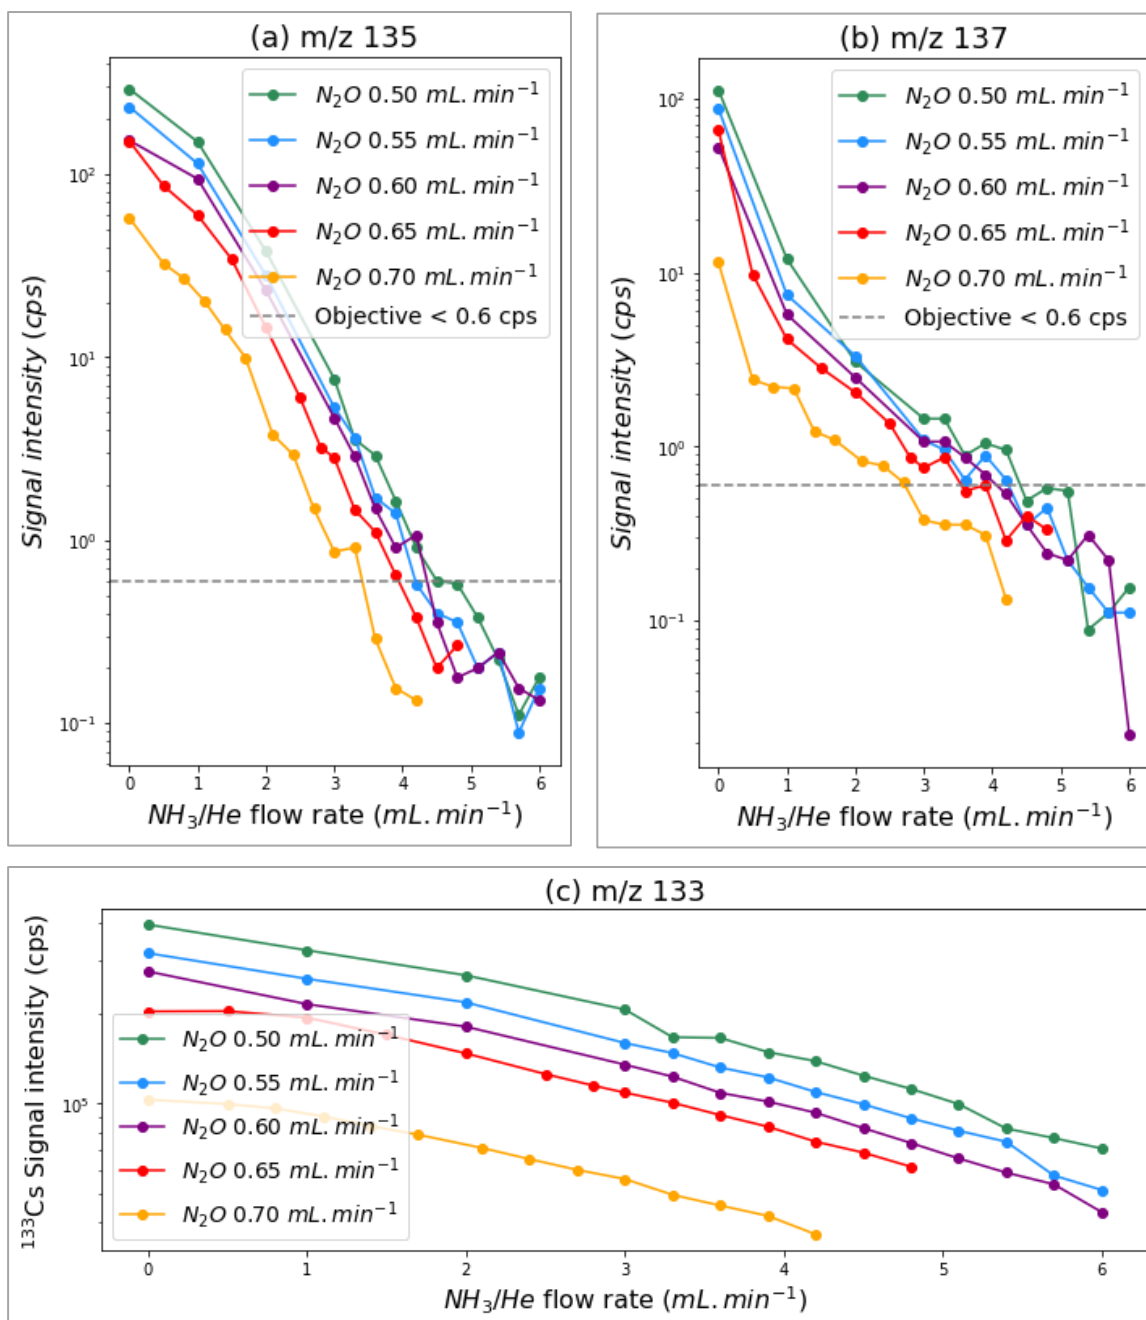 (a) m/z 135
N₂O 0.50 mL.min⁻¹
N₂O 0.55 mL.min⁻¹
N₂O 0.60 mL.min⁻¹
N₂O 0.65 mL.min⁻¹
N₂O 0.70 mL.min⁻¹
Objective < 0.6 cps
Signal intensity (cps)
10²
10¹
10⁰
10⁻¹
0 1 2 3 4 5 6
NH₃/He flow rate (mL.min⁻¹)
(b) m/z 137
N₂O 0.50 mL.min⁻¹
N₂O 0.55 mL.min⁻¹
N₂O 0.60 mL.min⁻¹
N₂O 0.65 mL.min⁻¹
N₂O 0.70 mL.min⁻¹
Objective < 0.6 cps
Signal intensity (cps)
10²
10¹
10⁰
10⁻¹
0 1 2 3 4 5 6
NH₃/He flow rate (mL.min⁻¹)
(c) m/z 133
¹³³Cs Signal intensity (cps)
10⁵
N₂O 0.50 mL.min⁻¹
N₂O 0.55 mL.min⁻¹
N₂O 0.60 mL.min⁻¹
N₂O 0.65 mL.min⁻¹
N₂O 0.70 mL.min⁻¹
0 1 2 3 4 5 6
NH₃/He flow rate (mL.min⁻¹)